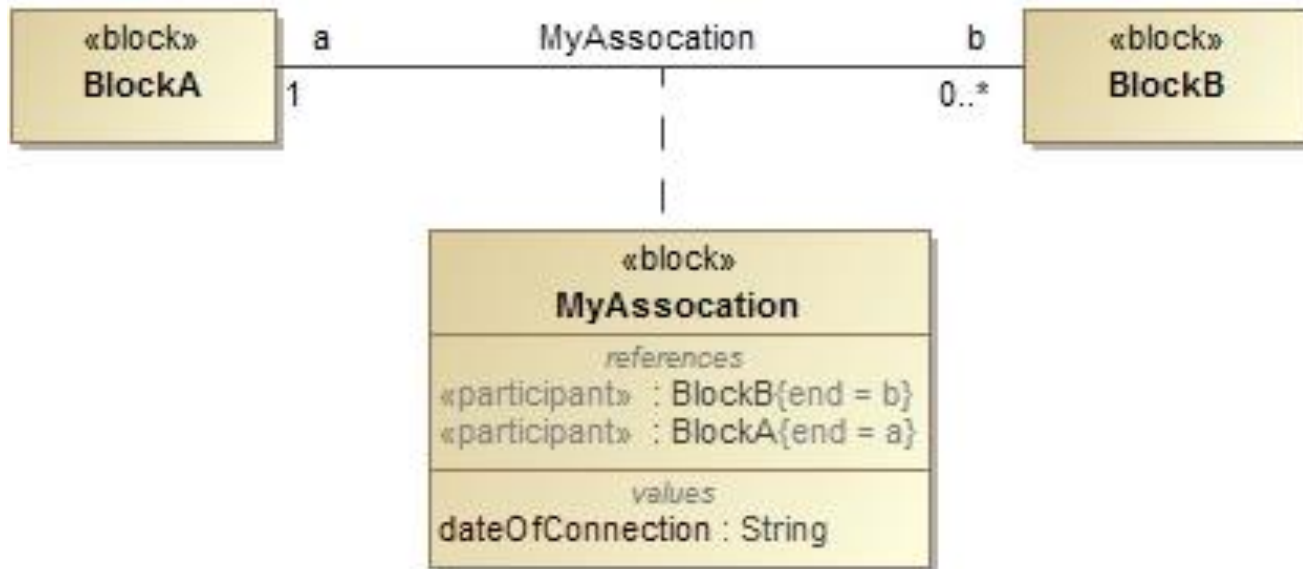 «block»
BlockA
a
MyAssocation
b
1
0..*
«block»
BlockB
«block»
MyAssocation
references
«participant» : BlockB{end = b}
«participant» : BlockA{end = a}
values
dateOfConnection : String